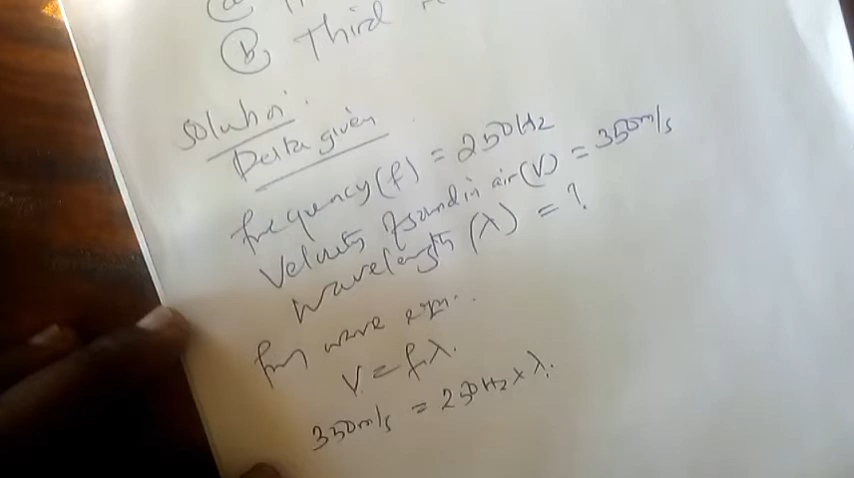 (a)
(b) Third
Solution:
Data given
frequency (f) = 250Hz
Velocity of sound in air (V) = 350m/s
Wavelength (λ) = ?
from wave eqn..
V = fλ.
350m/s = 250Hz × λ.